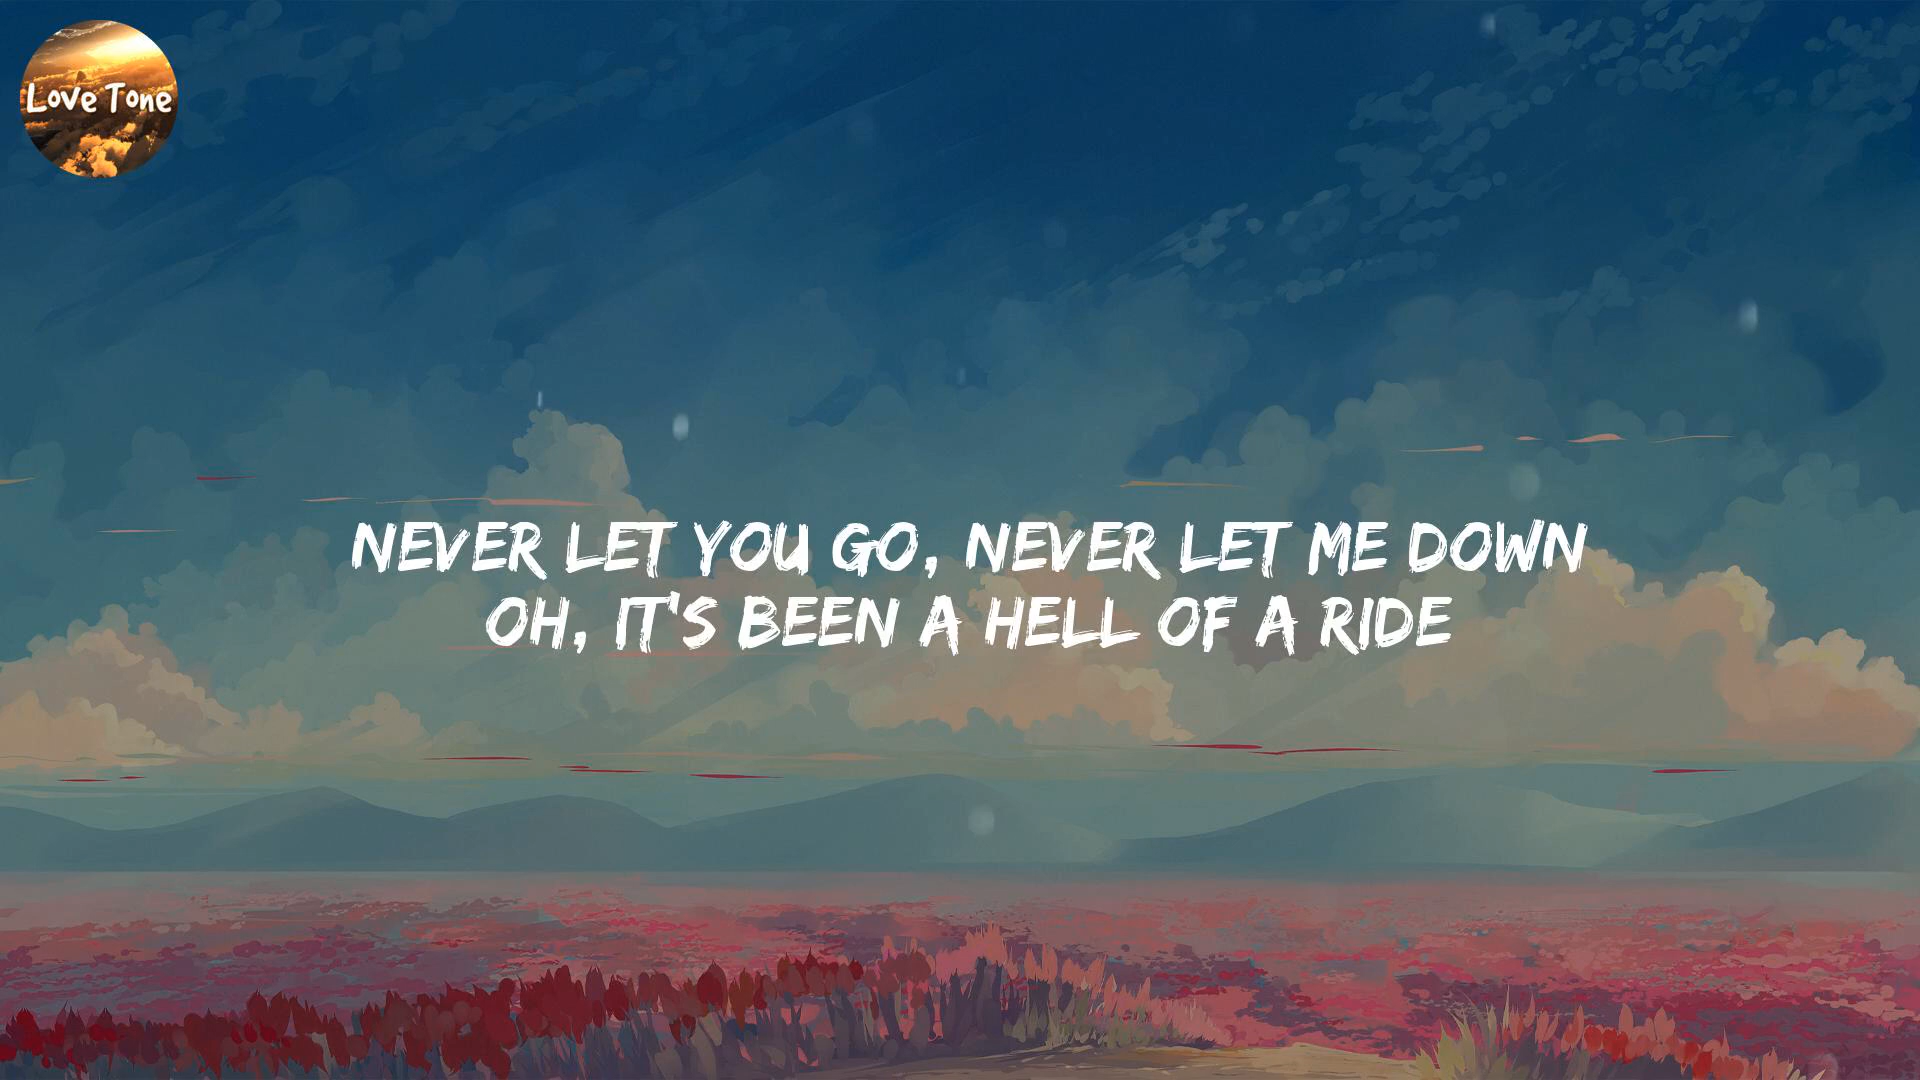 Love Tone
NEVER LET YOU GO, NEVER LET ME DOWN
OH, IT'S BEEN A HELL OF A RIDE